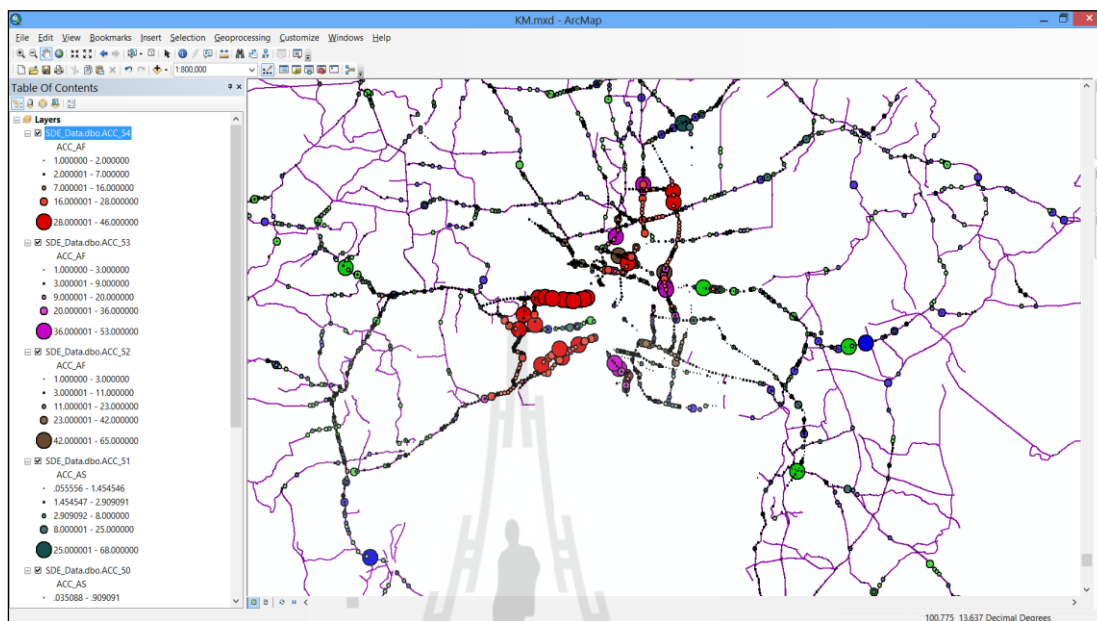 KM.mxd - ArcMap
File Edit View Bookmarks Insert Selection Geoprocessing Customize Windows Help
1:800,000
Table Of Contents
Layers
SDE_Data.dbo.ACC_54
ACC_AF
1.000000 - 2.000000
2.000001 - 7.000000
7.000001 - 16.000000
16.000001 - 28.000000
28.000001 - 46.000000
SDE_Data.dbo.ACC_53
ACC_AF
1.000000 - 3.000000
3.000001 - 9.000000
9.000001 - 20.000000
20.000001 - 36.000000
36.000001 - 53.000000
SDE_Data.dbo.ACC_52
ACC_AF
1.000000 - 3.000000
3.000001 - 11.000000
11.000001 - 23.000000
23.000001 - 42.000000
42.000001 - 65.000000
SDE_Data.dbo.ACC_51
ACC_AS
.055556 - 1.454546
1.454547 - 2.909091
2.909092 - 8.000000
8.000001 - 25.000000
25.000001 - 68.000000
SDE_Data.dbo.ACC_50
ACC_AS
.035088 - .909091
100.775 13.637 Decimal Degrees